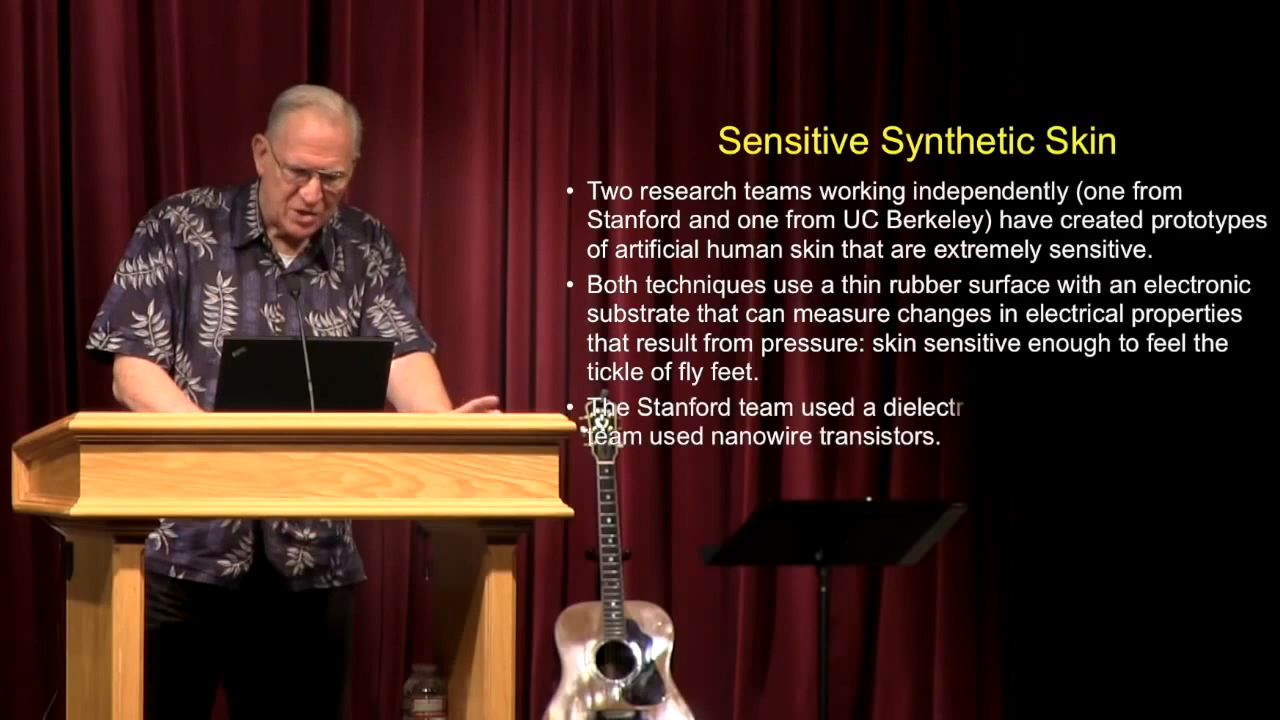 Sensitive Synthetic Skin
• Two research teams working independently (one from
Stanford and one from UC Berkeley) have created prototypes
of artificial human skin that are extremely sensitive.
• Both techniques use a thin rubber surface with an electronic
substrate that can measure changes in electrical properties
that result from pressure: skin sensitive enough to feel the
tickle of fly feet.
• The Stanford team used a dielectr
team used nanowire transistors.